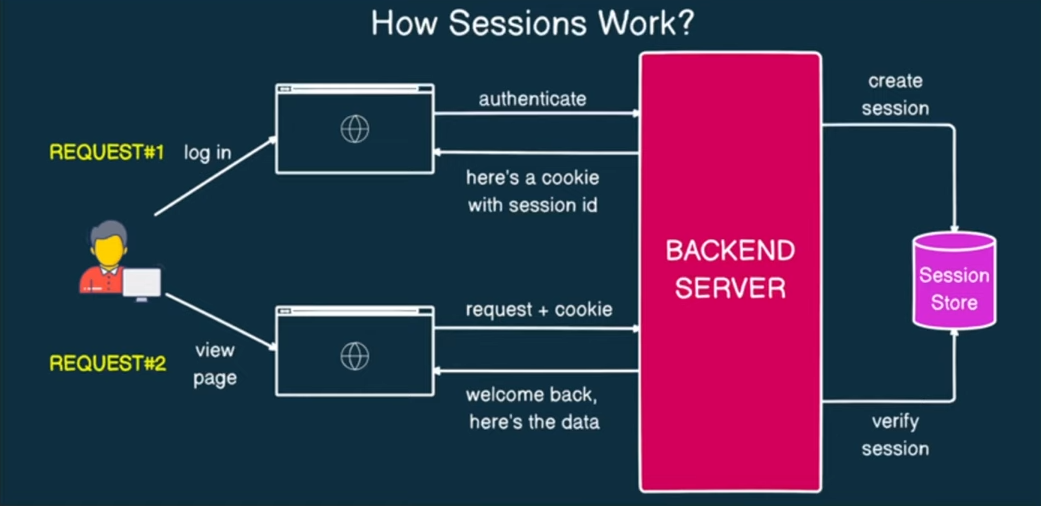 How Sessions Work?
REQUEST#1
log in
authenticate
here's a cookie
with session id
create
session
BACKEND
SERVER
Session
Store
REQUEST#2
view
page
request + cookie
welcome back,
here's the data
verify
session